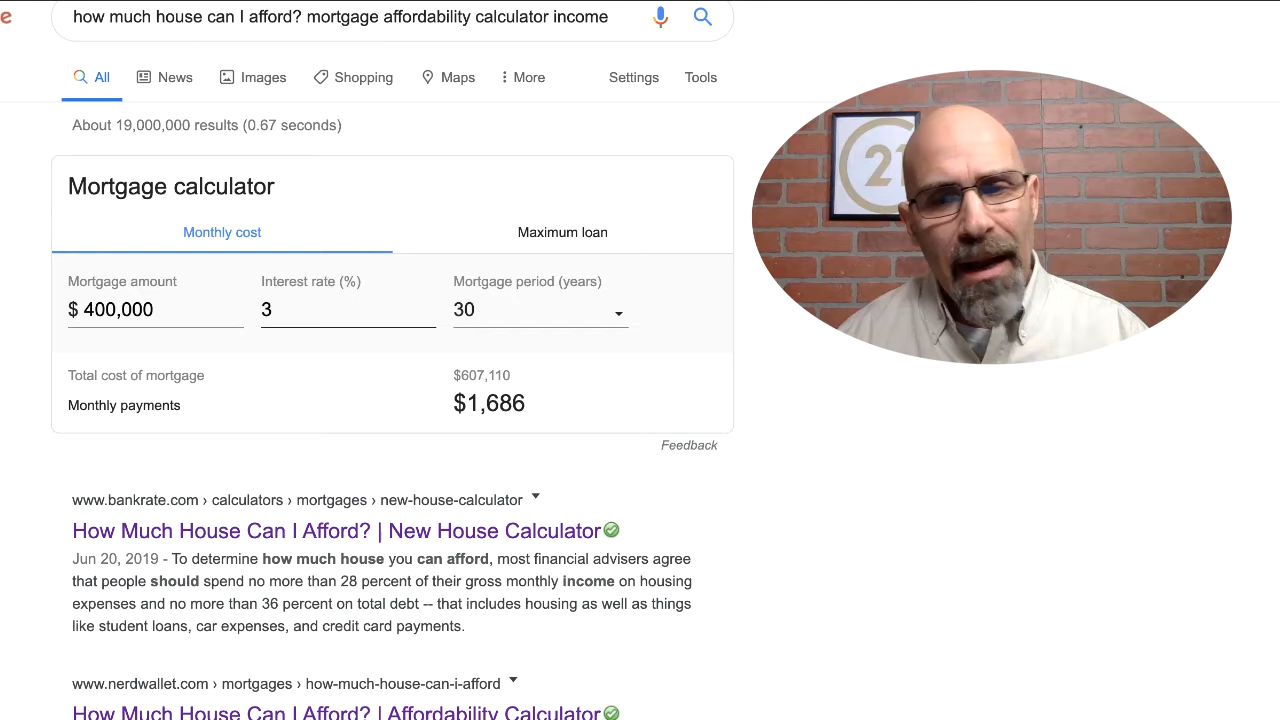 e
how much house can I afford? mortgage affordability calculator income
All News Images Shopping Maps More Settings Tools
About 19,000,000 results (0.67 seconds)
Mortgage calculator
Monthly cost Maximum loan
Mortgage amount Interest rate (%) Mortgage period (years)
$ 400,000 3 30
Total cost of mortgage $607,110
Monthly payments $1,686
Feedback
www.bankrate.com › calculators › mortgages › new-house-calculator
How Much House Can I Afford? | New House Calculator
Jun 20, 2019 - To determine how much house you can afford, most financial advisers agree
that people should spend no more than 28 percent of their gross monthly income on housing
expenses and no more than 36 percent on total debt -- that includes housing as well as things
like student loans, car expenses, and credit card payments.
www.nerdwallet.com › mortgages › how-much-house-can-i-afford
How Much House Can I Afford? | Affordability Calculator
21